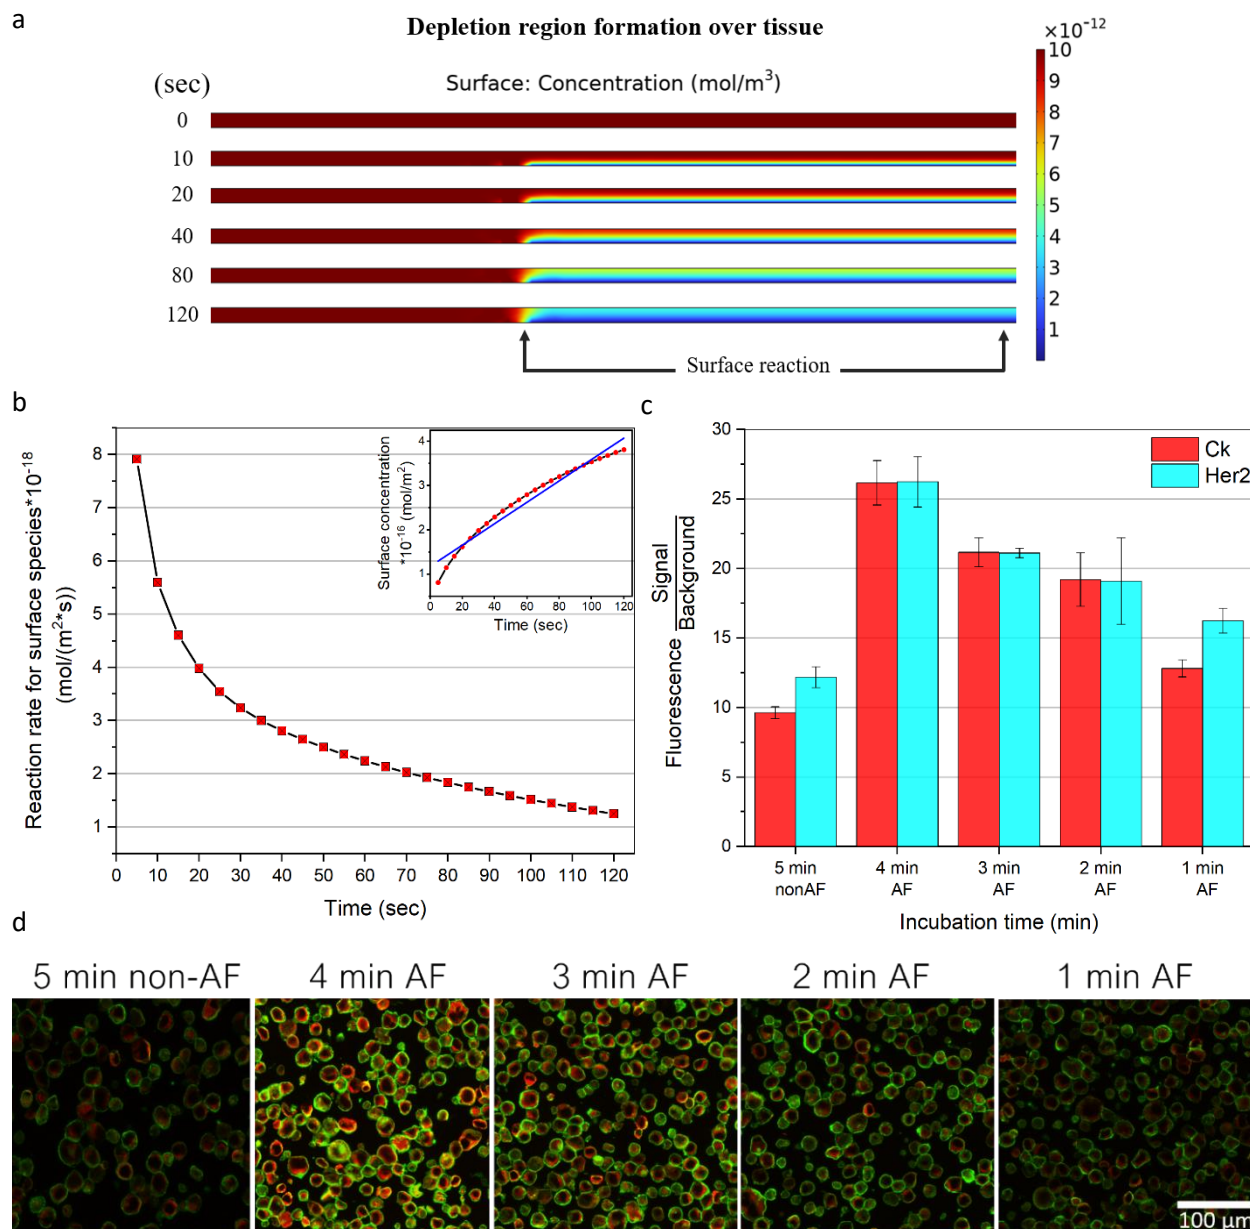 a
Depletion region formation over tissue
×10⁻¹²
(sec)
Surface: Concentration (mol/m³)
10
9
8
7
6
5
4
3
2
1
0
10
20
40
80
120
Surface reaction
b
Reaction rate for surface species*10⁻¹⁸
(mol/(m²*s))
8
7
6
5
4
3
2
1
0 10 20 30 40 50 60 70 80 90 100 110 120
Time (sec)
Surface concentration
*10⁻¹⁶ (mol/m²)
4
3
2
1
0 20 40 60 80 100 120
Time (sec)
c
Fluorescence Signal
Background
30
25
20
15
10
5
0
Ck
Her2
5 min 4 min 3 min 2 min 1 min
nonAF AF AF AF AF
Incubation time (min)
d
5 min non-AF 4 min AF 3 min AF 2 min AF 1 min AF
100 µm